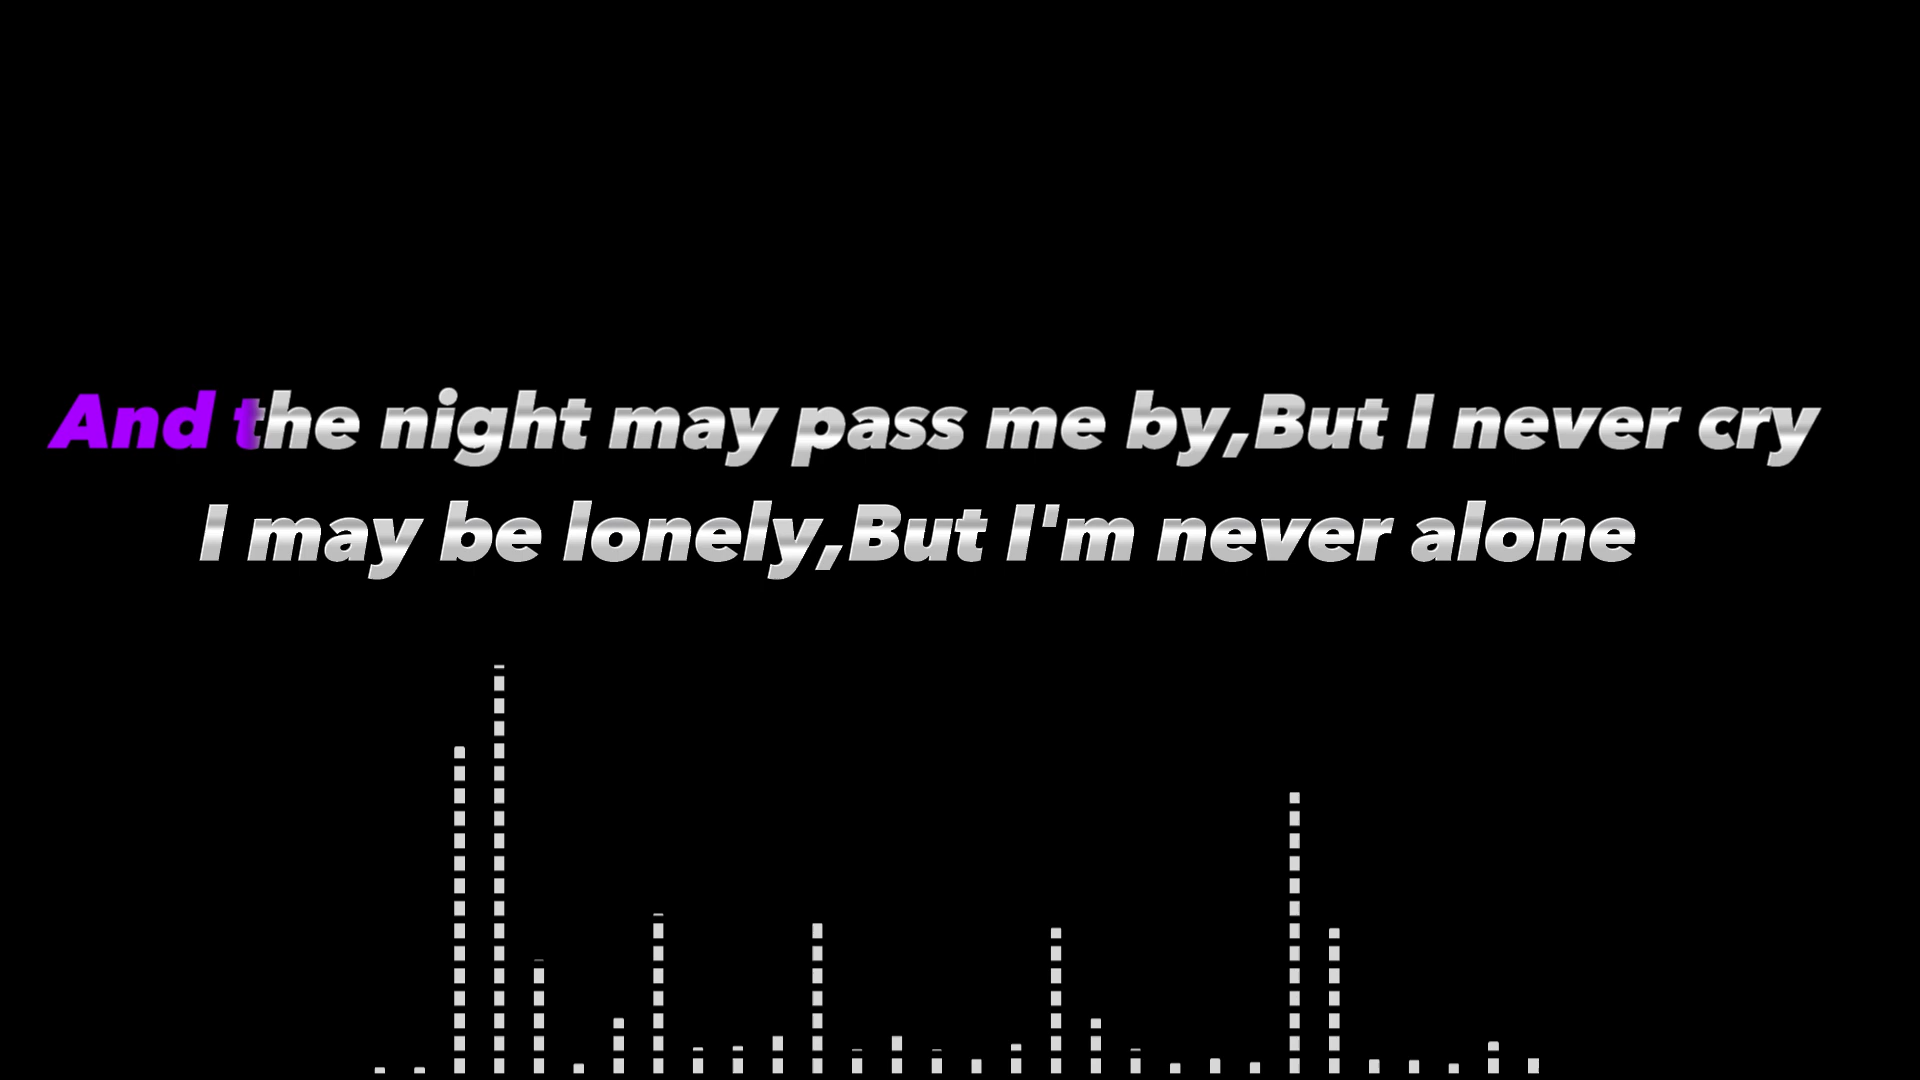 And the night may pass me by,But I never cry
I may be lonely,But I'm never alone